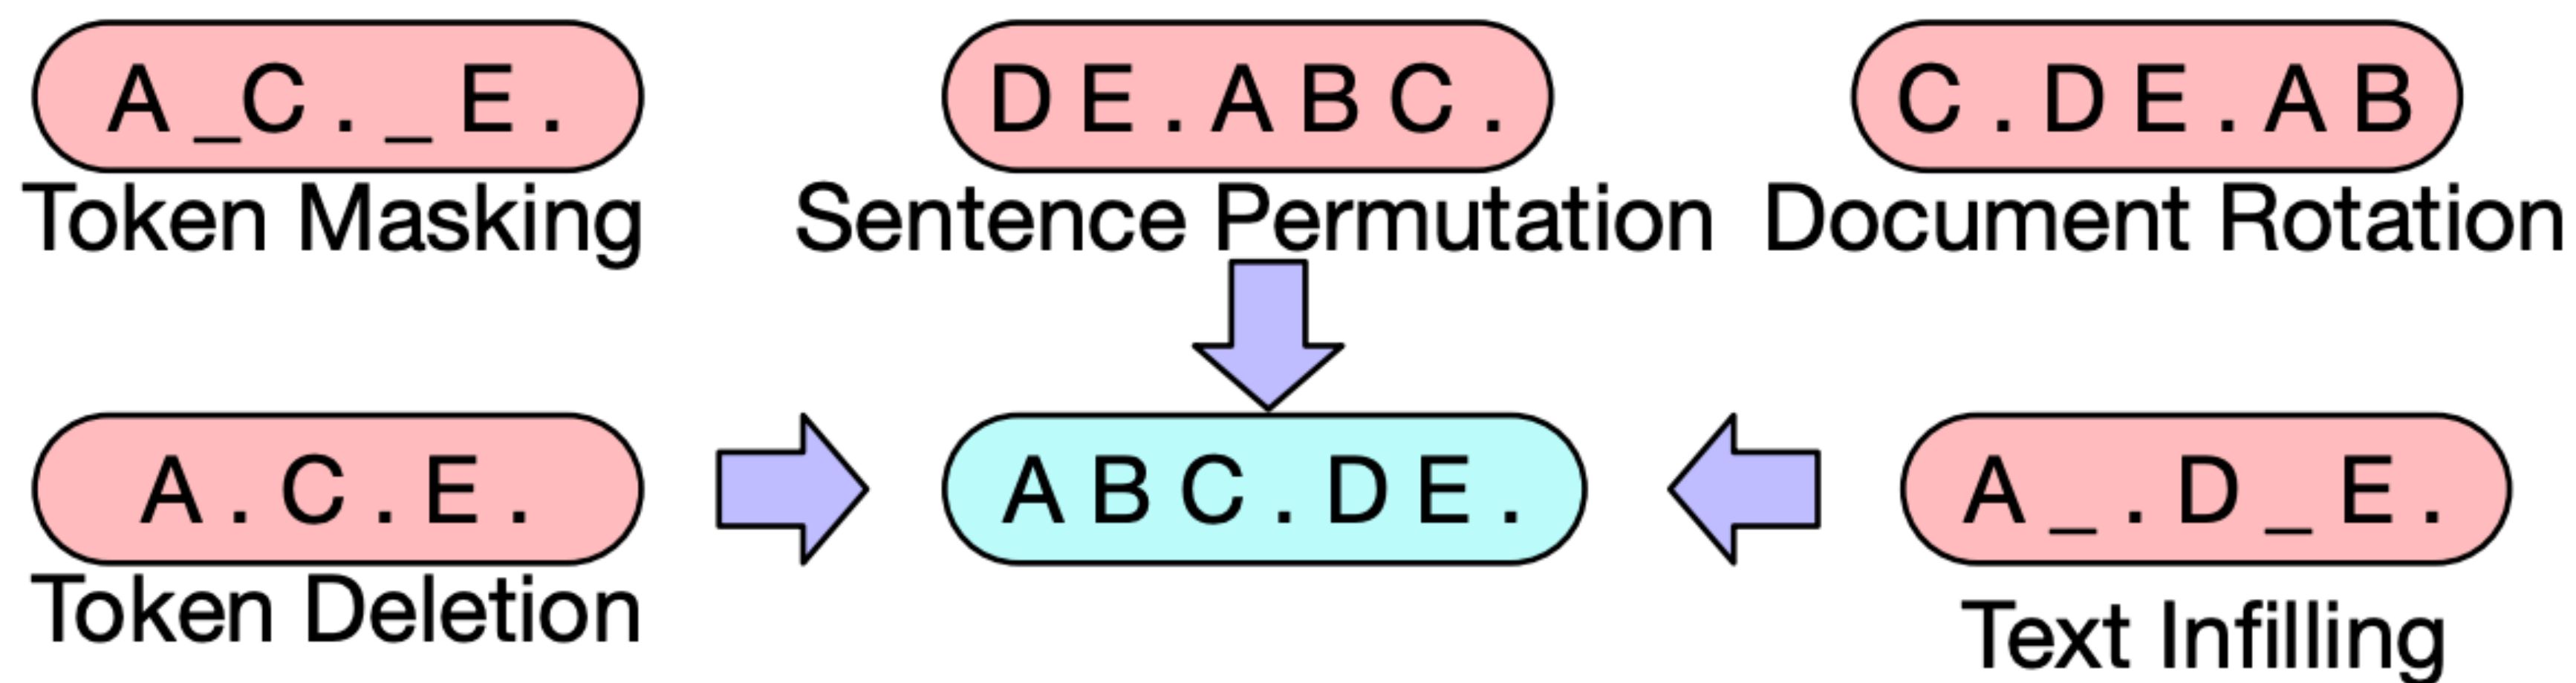 A _C . _ E .
Token Masking
D E . A B C .
Sentence Permutation
C . D E . A B
Document Rotation
A . C . E .
Token Deletion
A B C . D E .
A _ . D _ E .
Text Infilling